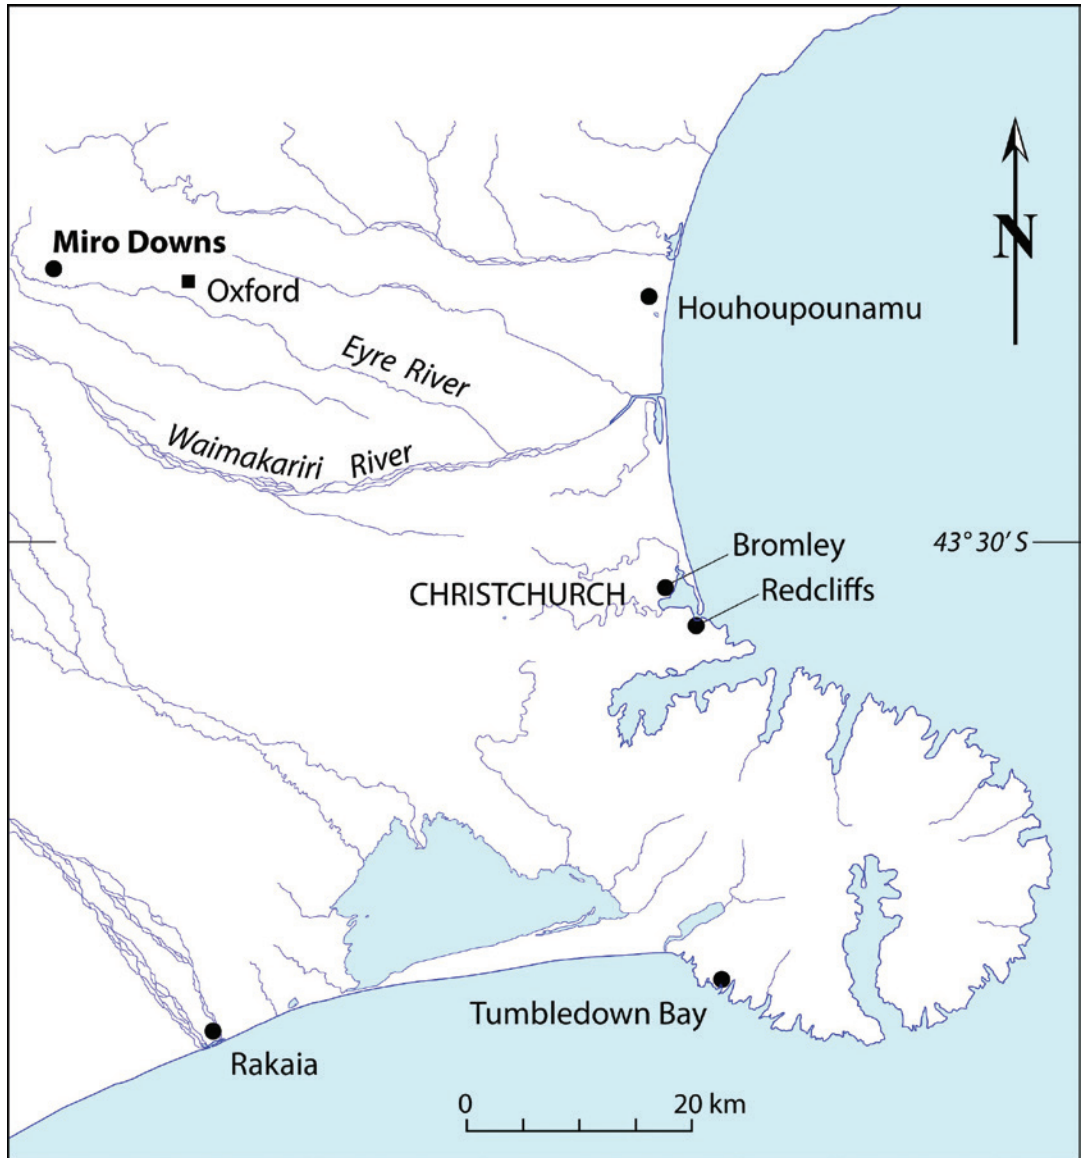 N
Miro Downs
Oxford
Houhoupounamu
Eyre River
Waimakariri River
Bromley
43° 30′ S
CHRISTCHURCH
Redcliffs
Tumbledown Bay
Rakaia
0 20 km